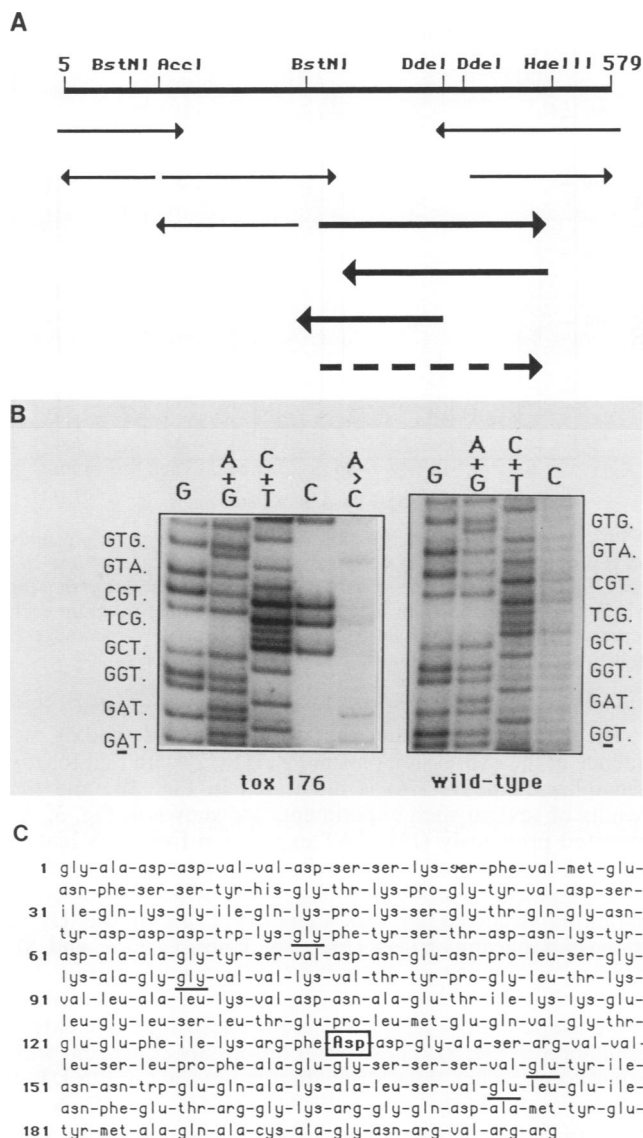 A
5 BstNI AccI BstNI DdeI DdeI HaeIII 579
B
G A+G C+T C A>C
G A+G C+T C
GTG.
GTA.
CGT.
TCG.
GCT.
GGT.
GAT.
GAT.
GTG.
GTA.
CGT.
TCG.
GCT.
GGT.
GAT.
GGT.
tox 176
wild-type
C
1 gly-ala-asp-asp-val-val-asp-ser-ser-lys-ser-phe-val-met-glu-
asn-phe-ser-ser-tyr-his-gly-thr-lys-pro-gly-tyr-val-asp-ser-
31 ile-gln-lys-gly-ile-gln-lys-pro-lys-ser-gly-thr-gln-gly-asn-
tyr-asp-asp-asp-trp-lys-gly-phe-tyr-ser-thr-asp-asn-lys-tyr-
61 asp-ala-ala-gly-tyr-ser-val-asp-asn-glu-asn-pro-leu-ser-gly-
lys-ala-gly-gly-val-val-lys-val-thr-tyr-pro-gly-leu-thr-lys-
91 val-leu-ala-leu-lys-val-asp-asn-ala-glu-thr-ile-lys-lys-glu-
leu-gly-leu-ser-leu-thr-glu-pro-leu-met-glu-gln-val-gly-thr-
121 glu-glu-phe-ile-lys-arg-phe-Asp-asp-gly-ala-ser-arg-val-val-
leu-ser-leu-pro-phe-ala-glu-gly-ser-ser-ser-val-glu-tyr-ile-
151 asn-asn-trp-glu-gln-ala-lys-ala-leu-ser-val-glu-leu-glu-ile-
asn-phe-glu-thr-arg-gly-lys-arg-gly-gln-asp-ala-met-tyr-glu-
181 tyr-met-ala-gln-ala-cys-ala-gly-asn-arg-val-arg-arg